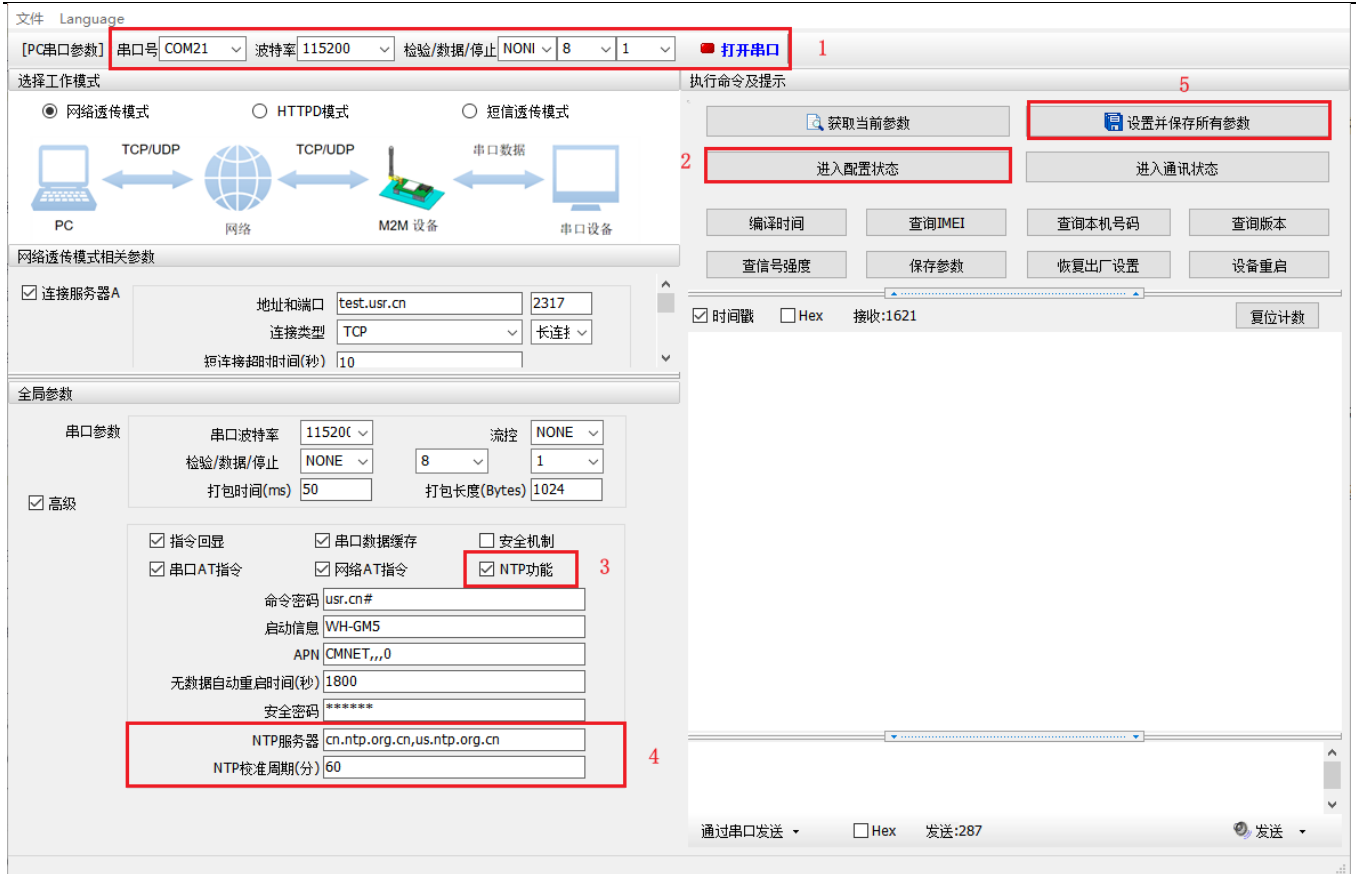 文件 Language
[PC串口参数] 串口号 COM21 波特率 115200 检验/数据/停止 NONI 8 1 打开串口 1
选择工作模式
网络透传模式 HTTPD模式 短信透传模式
TCP/UDP TCP/UDP 串口数据
PC 网络 M2M 设备 串口设备
网络透传模式相关参数
连接服务器A
地址和端口 test.usr.cn 2317
连接类型 TCP 长连接
短连接超时时间(秒) 10
全局参数
串口参数
串口波特率 115200 流控 NONE
检验/数据/停止 NONE 8 1
打包时间(ms) 50 打包长度(Bytes) 1024
高级
指令回显 串口数据缓存 安全机制
串口AT指令 网络AT指令 NTP功能 3
命令密码 usr.cn#
启动信息 WH-GM5
APN CMNET,,,0
无数据自动重启时间(秒) 1800
安全密码 ******
NTP服务器 cn.ntp.org.cn,us.ntp.org.cn
NTP校准周期(分) 60
4
执行命令及提示
5
获取当前参数 设置并保存所有参数
2 进入配置状态 进入通讯状态
编译时间 查询IMEI 查询本机号码 查询版本
查信号强度 保存参数 恢复出厂设置 设备重启
时间戳 Hex 接收:1621 复位计数
通过串口发送 Hex 发送:287 发送